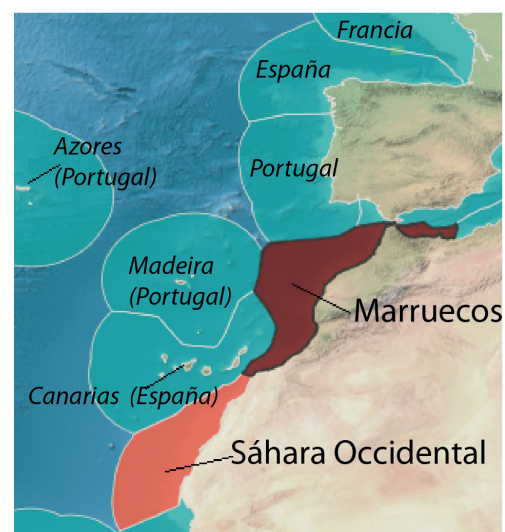 Francia
España
Azores
(Portugal)
Portugal
Madeira
(Portugal)
Marruecos
Canarias (España)
Sáhara Occidental